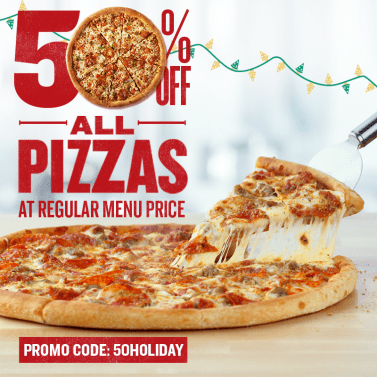 50% OFF
ALL
PIZZAS
AT REGULAR MENU PRICE
PROMO CODE: 50HOLIDAY